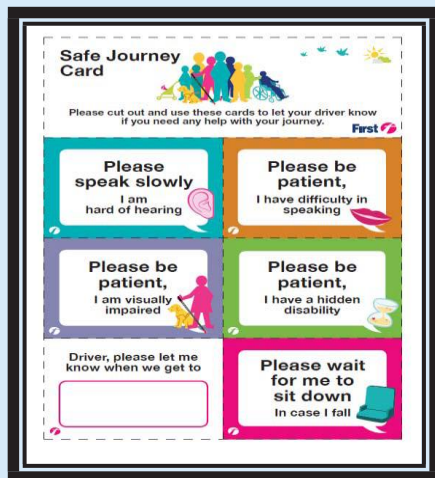 Safe Journey
Card
Please cut out and use these cards to let your driver know
if you need any help with your journey.
First
Please
speak slowly
I am
hard of hearing
Please be
patient,
I have difficulty in
speaking
Please be
patient,
I am visually
impaired
Please be
patient,
I have a hidden
disability
Driver, please let me
know when we get to
Please wait
for me to
sit down
In case I fall